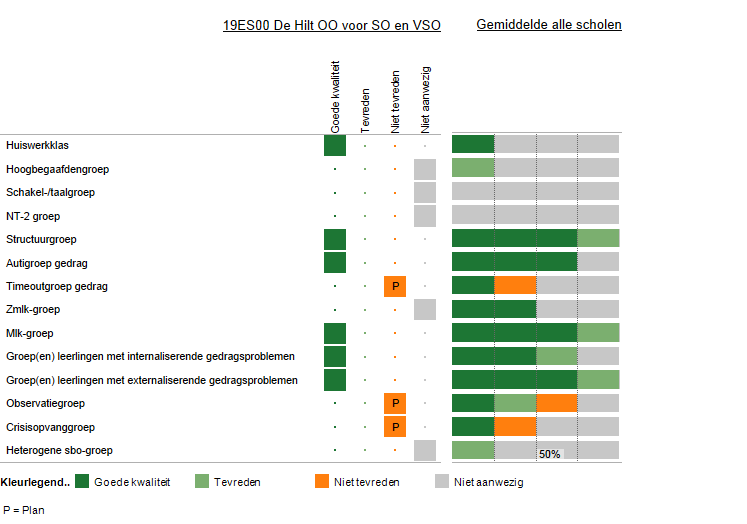 19ES00 De Hilt OO voor SO en VSO
Gemiddelde alle scholen
Goede kwaliteit
Tevreden
Niet tevreden
Niet aanwezig
Huiswerkklas
Hoogbegaafdengroep
Schakel-/taalgroep
NT-2 groep
Structuurgroep
Autigroep gedrag
Timeoutgroep gedrag P
Zmlk-groep
Mlk-groep
Groep(en) leerlingen met internaliserende gedragsproblemen
Groep(en) leerlingen met externaliserende gedragsproblemen
Observatiegroep P
Crisisopvanggroep P
Heterogene sbo-groep 50%
Kleurlegend.. Goede kwaliteit Tevreden Niet tevreden Niet aanwezig
P = Plan